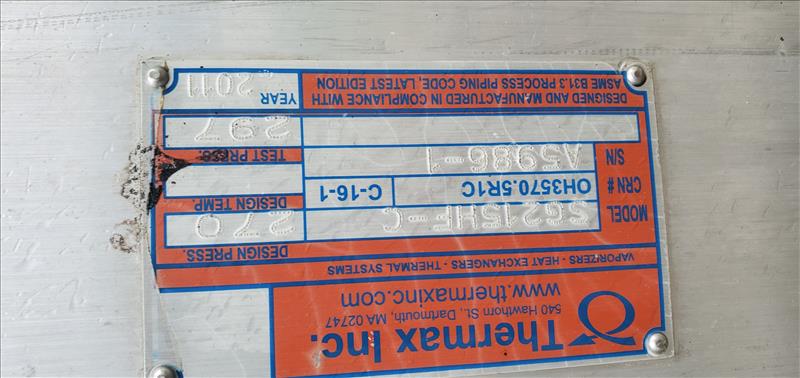 Thermax Inc.
540 Hawthorn St., Dartmouth, MA 02747
www.thermaxinc.com
VAPORIZERS - HEAT EXCHANGERS - THERMAL SYSTEMS
MODEL SG215HF-C
DESIGN PRESS. 270
CRN # OH3570.5R1C C-16-1
DESIGN TEMP
S/N A5986-1
TEST PRESS. 297
DESIGNED AND MANUFACTURED IN COMPLIANCE WITH
ASME B31.3 PROCESS PIPING CODE, LATEST EDITION
YEAR 2011